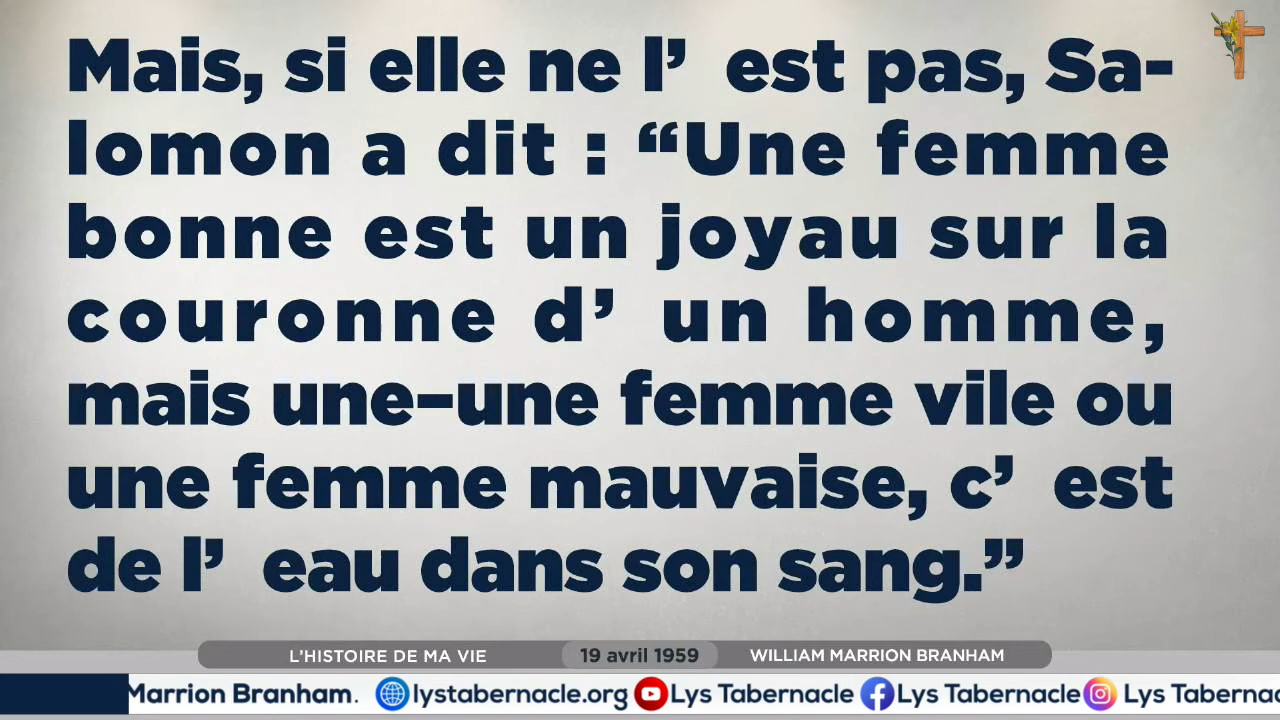 Mais, si elle ne l’ est pas, Sa-
lomon a dit : “Une femme
bonne est un joyau sur la
couronne d’ un homme,
mais une–une femme vile ou
une femme mauvaise, c’ est
de l’ eau dans son sang.”
L’HISTOIRE DE MA VIE 19 avril 1959 WILLIAM MARRION BRANHAM
Marrion Branham. lystabernacle.org Lys Tabernacle Lys Tabernacle Lys Taberna